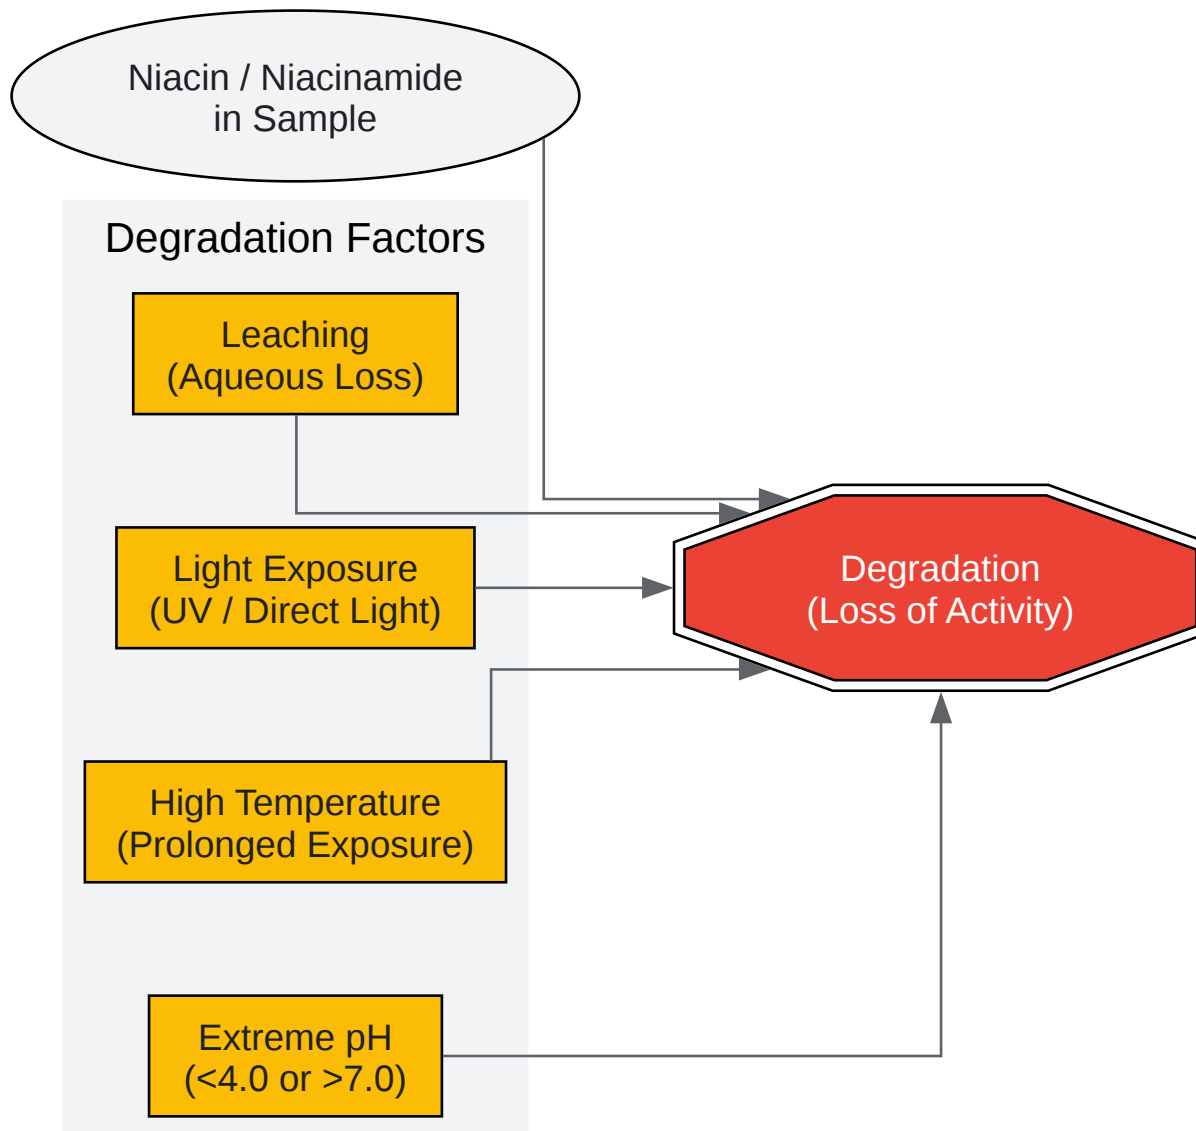 Niacin / Niacinamide
in Sample
Degradation Factors
Leaching
(Aqueous Loss)
Light Exposure
(UV / Direct Light)
Degradation
(Loss of Activity)
High Temperature
(Prolonged Exposure)
Extreme pH
(<4.0 or >7.0)